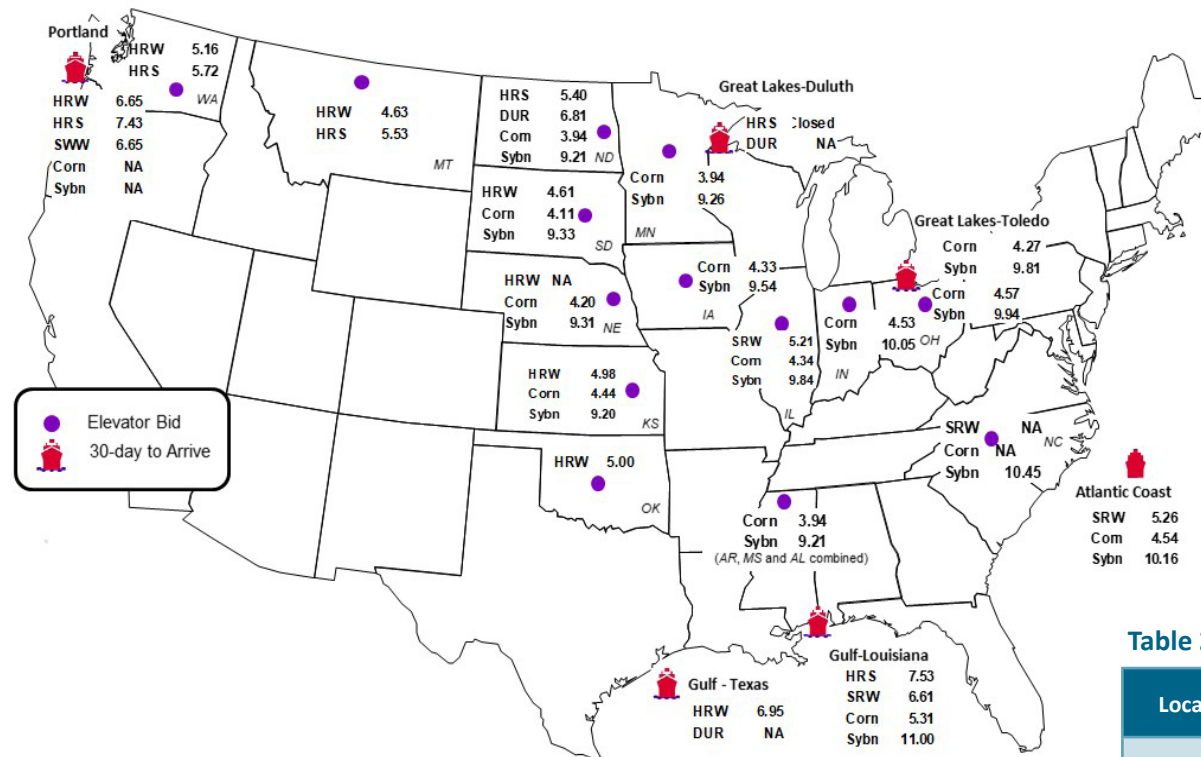 Portland
HRW 5.16
HRS 5.72
WA
HRW 6.65
HRS 7.43
SWW 6.65
Corn NA
Sybn NA
HRW 4.63
HRS 5.53
MT
HRS 5.40
DUR 6.81
Corn 3.94
Sybn 9.21
ND
HRW 4.61
Corn 4.11
Sybn 9.33
SD
HRW NA
Corn 4.20
Sybn 9.31
NE
HRW 4.98
Corn 4.44
Sybn 9.20
KS
HRW 5.00
OK
Great Lakes-Duluth
HRS Closed
DUR NA
Corn 3.94
Sybn 9.26
MN
Corn 4.33
Sybn 9.54
IA
SRW 5.21
Corn 4.34
Sybn 9.84
IL
Great Lakes-Toledo
Corn 4.27
Sybn 9.81
Corn 4.57
Sybn 9.94
OH
Corn 4.53
Sybn 10.05
IN
SRW NA
Corn NA
Sybn 10.45
NC
Atlantic Coast
SRW 5.26
Corn 4.54
Sybn 10.16
Corn 3.94
Sybn 9.21
(AR, MS and AL combined)
Gulf-Louisiana
HRS 7.53
SRW 6.61
Corn 5.31
Sybn 11.00
Gulf - Texas
HRW 6.95
DUR NA
Elevator Bid
30-day to Arrive
Table
Loca